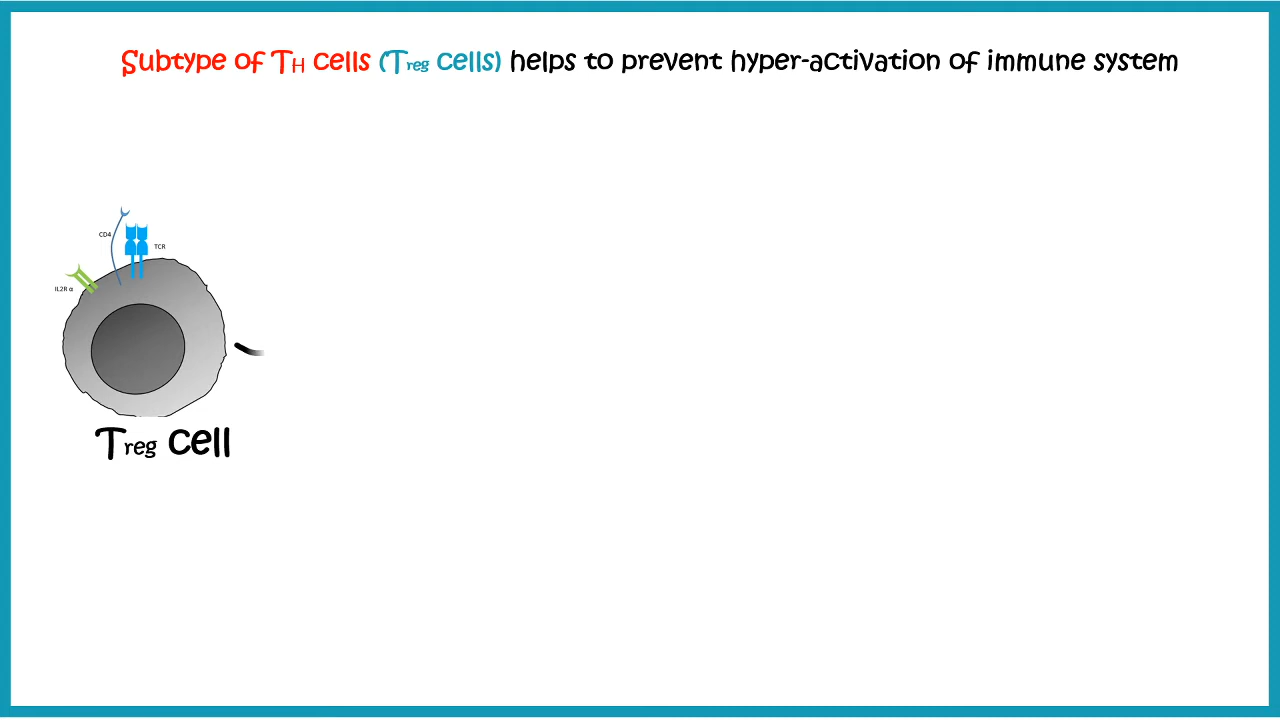 Subtype of TH cells (Treg cells) helps to prevent hyper-activation of immune system
CD4
TCR
IL2R α
Treg cell